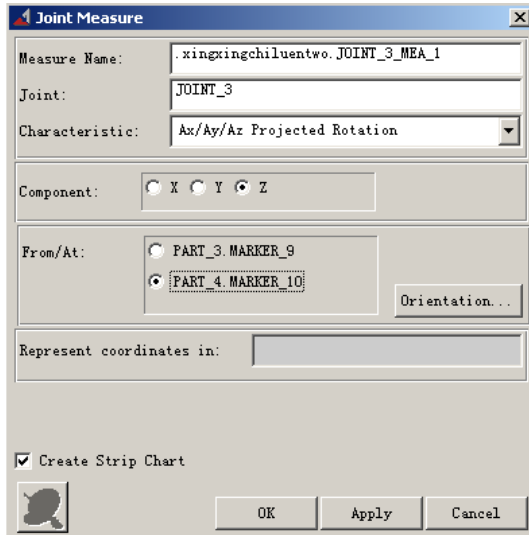 Joint Measure
Measure Name: .xingxingchiluentwo.JOINT_3_MEA_1
Joint: JOINT_3
Characteristic: Ax/Ay/Az Projected Rotation
Component: X Y Z
From/At: PART_3.MARKER_9
PART_4.MARKER_10
Orientation...
Represent coordinates in:
Create Strip Chart
OK Apply Cancel